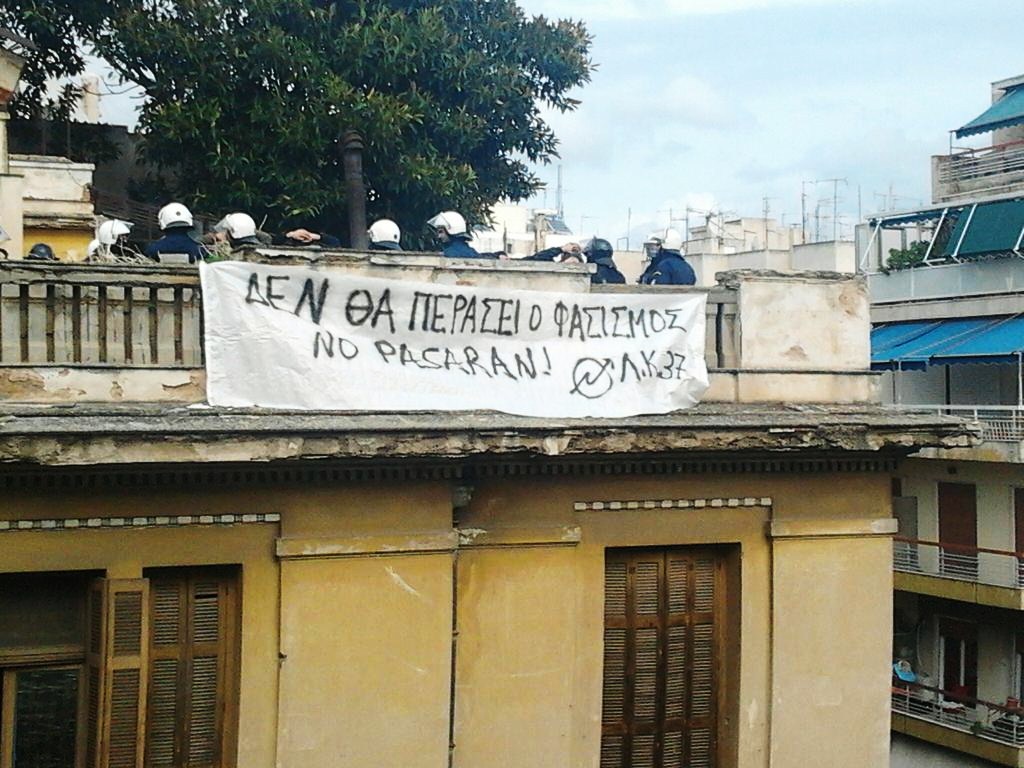 ΔΕΝ ΘΑ ΠΕΡΑΣΕΙ Ο ΦΑΣΙΣΜΟΣ
NO PASARAN! Λ.Κ.37